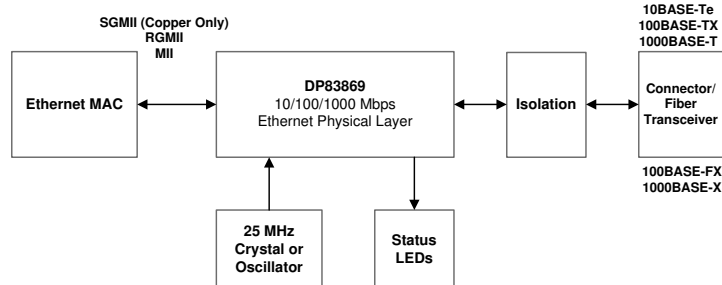 SGMII (Copper Only)
RGMII
MII
10BASE-Te
100BASE-TX
1000BASE-T
Ethernet MAC
DP83869
10/100/1000 Mbps
Ethernet Physical Layer
Isolation
Connector/
Fiber
Transceiver
100BASE-FX
1000BASE-X
25 MHz
Crystal or
Oscillator
Status
LEDs